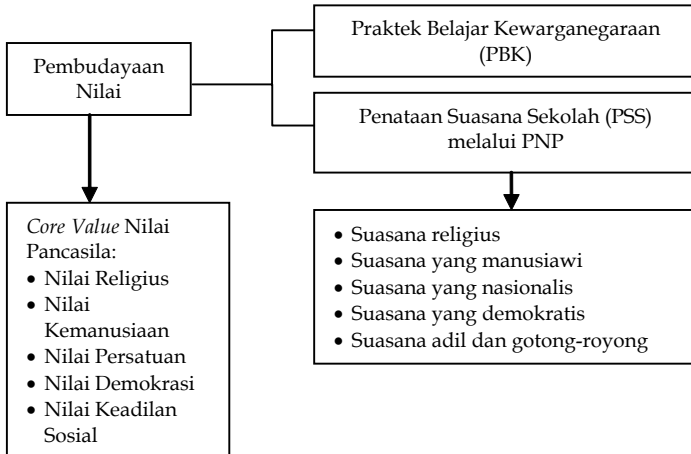 Pembudayaan
Nilai
Praktek Belajar Kewarganegaraan
(PBK)
Penataan Suasana Sekolah (PSS)
melalui PNP
Core Value Nilai
Pancasila:
• Nilai Religius
• Nilai
Kemanusiaan
• Nilai Persatuan
• Nilai Demokrasi
• Nilai Keadilan
Sosial
• Suasana religius
• Suasana yang manusiawi
• Suasana yang nasionalis
• Suasana yang demokratis
• Suasana adil dan gotong-royong